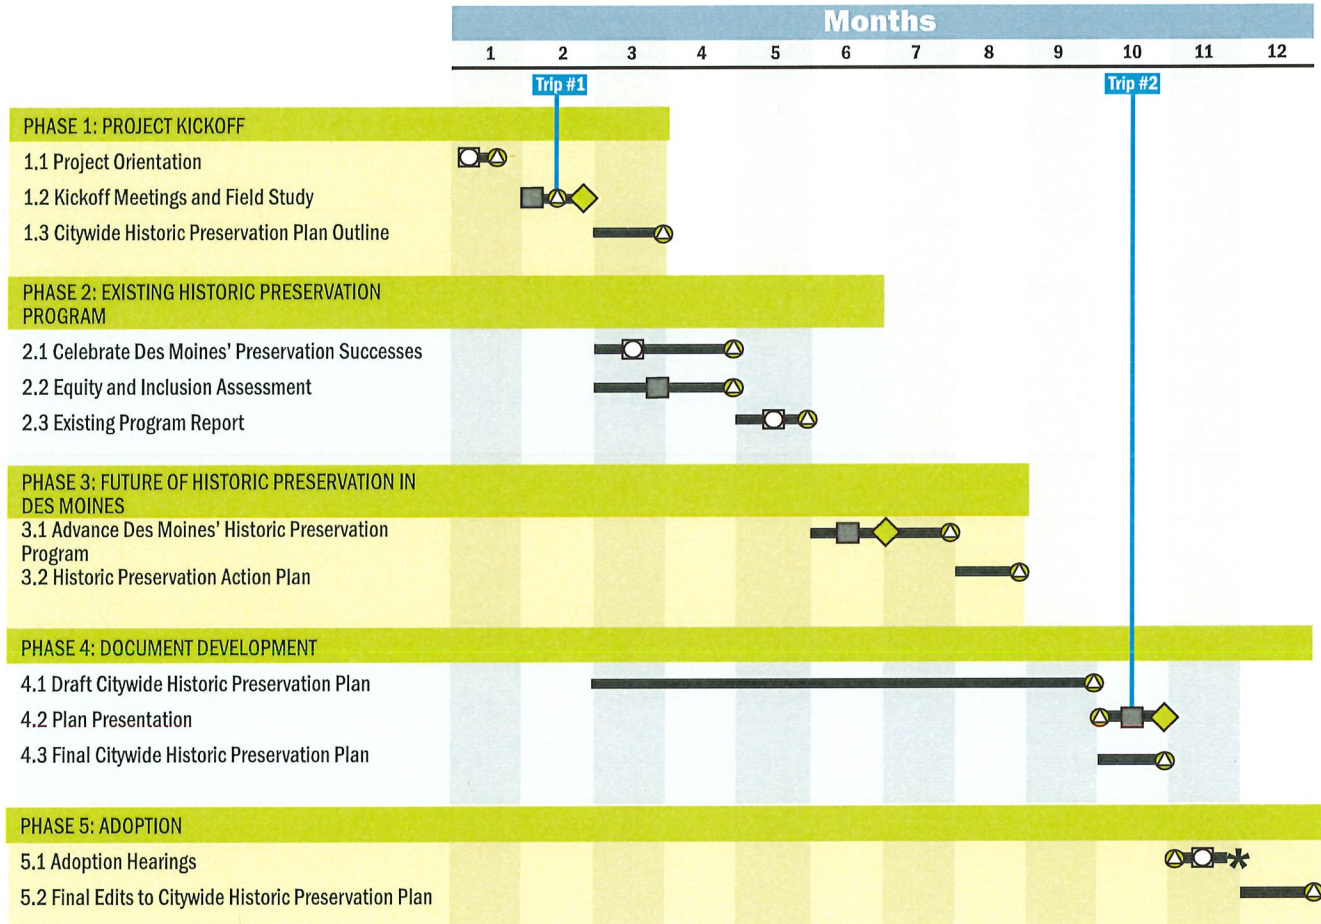 Months
1 2 3 4 5 6 7 8 9 10 11 12
Trip #1 Trip #2
PHASE 1: PROJECT KICKOFF
1.1 Project Orientation
1.2 Kickoff Meetings and Field Study
1.3 Citywide Historic Preservation Plan Outline
PHASE 2: EXISTING HISTORIC PRESERVATION
PROGRAM
2.1 Celebrate Des Moines' Preservation Successes
2.2 Equity and Inclusion Assessment
2.3 Existing Program Report
PHASE 3: FUTURE OF HISTORIC PRESERVATION IN
DES MOINES
3.1 Advance Des Moines' Historic Preservation
Program
3.2 Historic Preservation Action Plan
PHASE 4: DOCUMENT DEVELOPMENT
4.1 Draft Citywide Historic Preservation Plan
4.2 Plan Presentation
4.3 Final Citywide Historic Preservation Plan
PHASE 5: ADOPTION
5.1 Adoption Hearings
5.2 Final Edits to Citywide Historic Preservation Plan